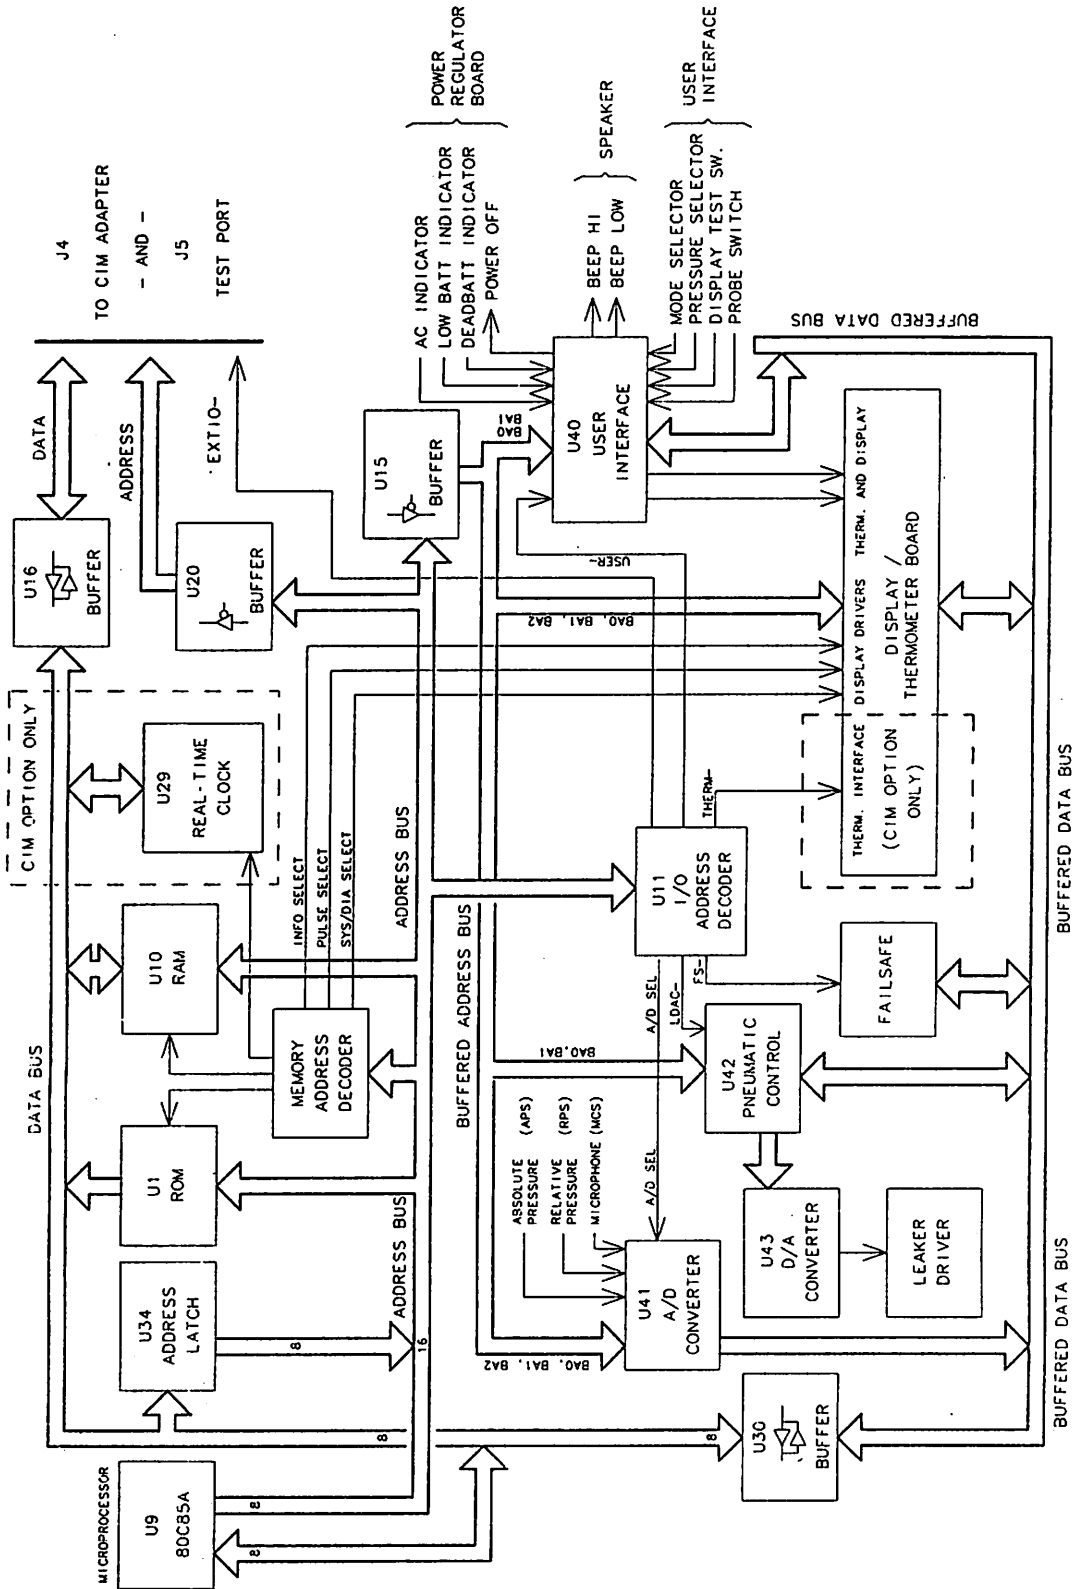 MICROPROCESSOR
U9
80C85A
8
8
DATA BUS
U34
ADDRESS
LATCH
8
8
16
ADDRESS BUS
U1
ROM
U10
RAM
CIM OPTION ONLY
U29
REAL-TIME
CLOCK
MEMORY
ADDRESS
DECODER
INFO SELECT
PULSE SELECT
SYS/DIA SELECT
ADDRESS BUS
U16
BUFFER
U20
BUFFER
DATA
ADDRESS
EXTIO-
J4
TO CIM ADAPTER
- AND -
J5
TEST PORT
U15
BUFFER
BA0
BA1
AC INDICATOR
LOW BATT INDICATOR
DEADBATT INDICATOR
POWER OFF
POWER
REGULATOR
BOARD
U40
USER
INTERFACE
BEEP HI
BEEP LOW
SPEAKER
MODE SELECTOR
PRESSURE SELECTOR
DISPLAY TEST SW.
PROBE SWITCH
USER
INTERFACE
BUFFERED ADDRESS BUS
BA0, BA1, BA2
USER-
BA0, BA1, BA2
BA0,BA1
ABSOLUTE (APS)
PRESSURE
RELATIVE (RPS)
PRESSURE
MICROPHONE (MCS)
A/D SEL
A/D SEL
LDAC-
FS-
THERM-
U11
I/O
ADDRESS
DECODER
U41
A/D
CONVERTER
U42
PNEUMATIC
CONTROL
U43
D/A
CONVERTER
LEAKER
DRIVER
FAILSAFE
THERM. INTERFACE
(CIM OPTION
ONLY)
DISPLAY DRIVERS
THERM. AND DISPLAY
DISPLAY /
THERMOMETER BOARD
8
U30
BUFFER
BUFFERED DATA BUS
BUFFERED DATA BUS
BUFFERED DATA BUS